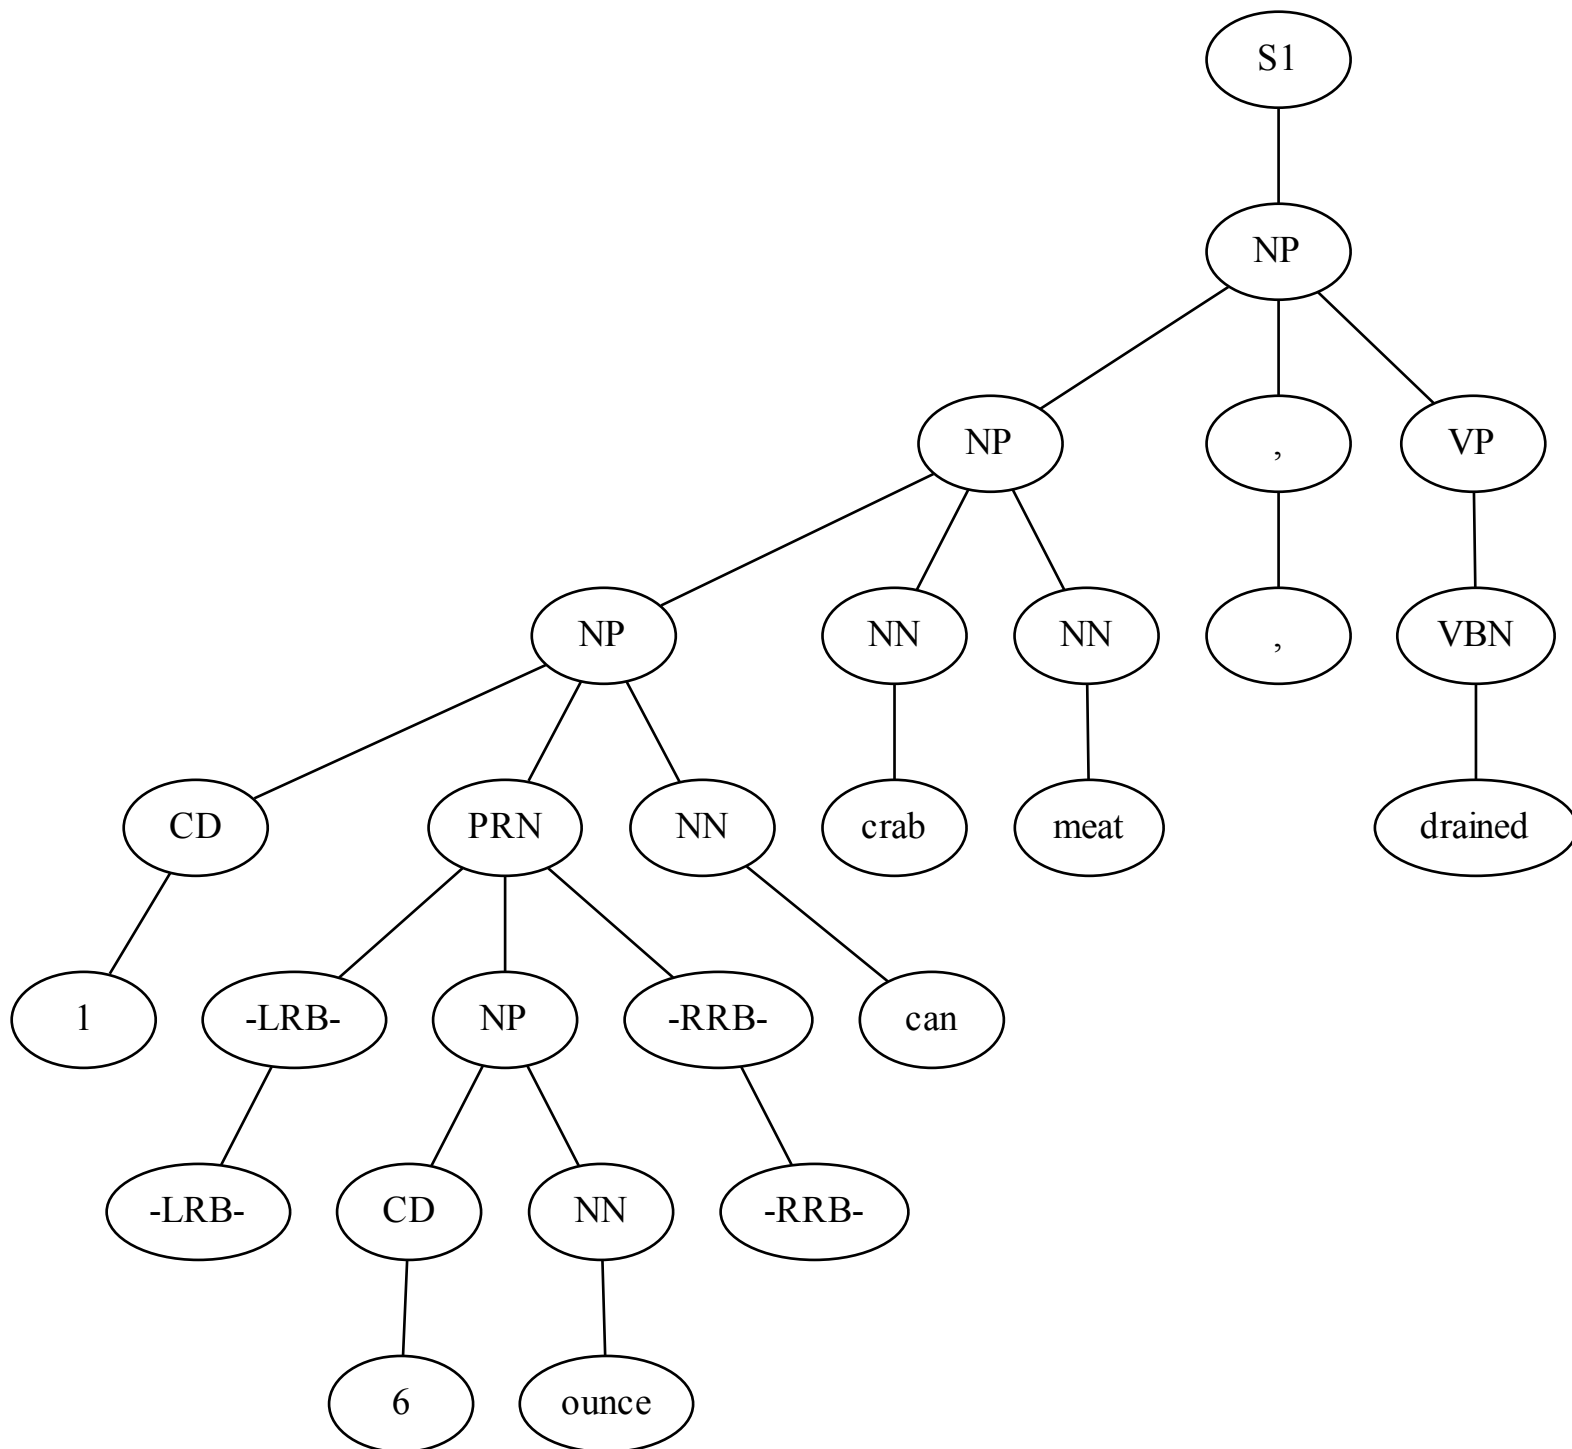 S1
NP
NP , VP
NP NN NN , VBN
CD PRN NN crab meat drained
1 -LRB- NP -RRB- can
-LRB- CD NN -RRB-
6 ounce